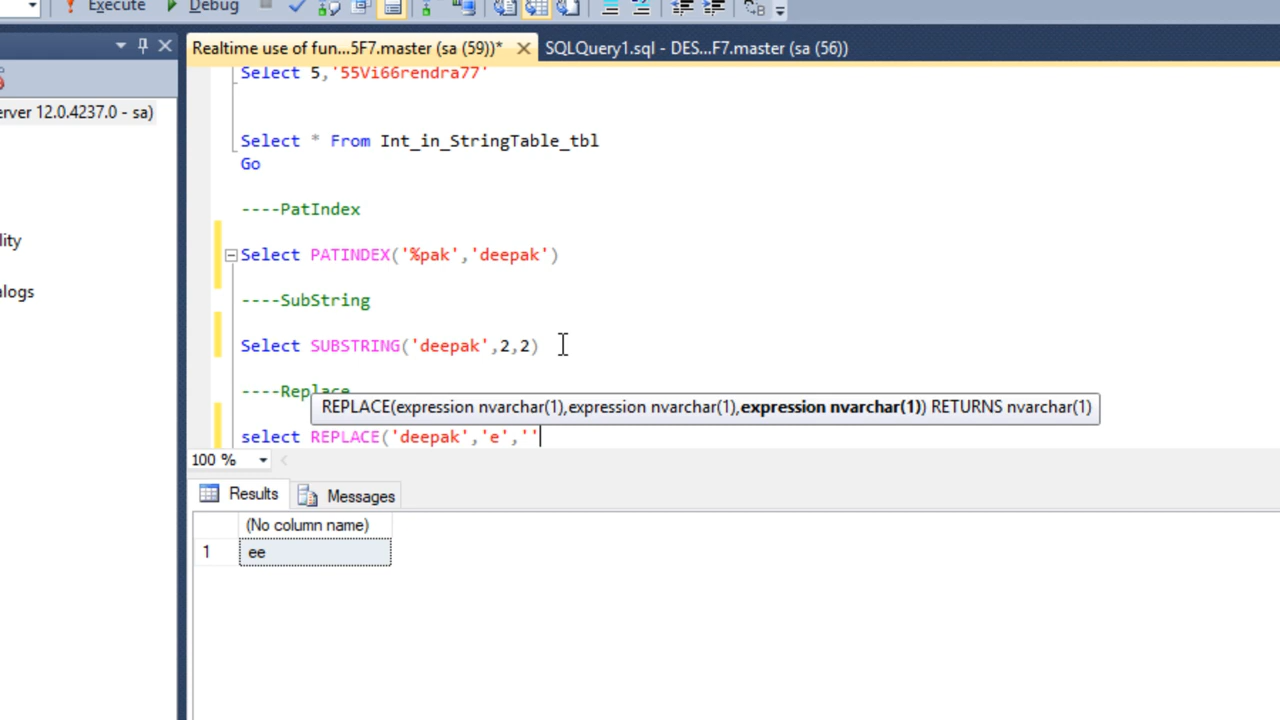 Execute Debug
Realtime use of fun...5F7.master (sa (59))* SQLQuery1.sql - DES...F7.master (sa (56))
Select 5,'55Vi66rendra77'
erver 12.0.4237.0 - sa)
Select * From Int_in_StringTable_tbl
Go
----PatIndex
lity
Select PATINDEX('%pak','deepak')
alogs
----SubString
Select SUBSTRING('deepak',2,2)
----Replace
REPLACE(expression nvarchar(1),expression nvarchar(1),expression nvarchar(1)) RETURNS nvarchar(1)
select REPLACE('deepak','e',''
100 %
Results Messages
(No column name)
1 ee